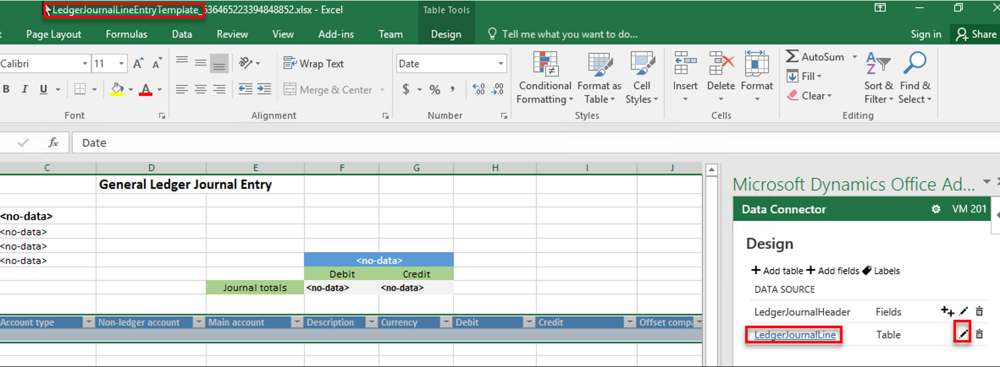 LedgerJournalLineEntryTemplate_636465223394848852.xlsx - Excel
Table Tools
Page Layout Formulas Data Review View Add-ins Team Design Tell me what you want to do... Sign in Share
Calibri 11 A A Wrap Text Date AutoSum
Fill
B I U A Merge & Center $ % , .00 .00 Conditional Formatting Format as Table Cell Styles Insert Delete Format Clear Sort & Filter Find & Select
Font Alignment Number Styles Cells Editing
fx Date
C D E F G H I J
General Ledger Journal Entry
<no-data>
<no-data>
<no-data>
<no-data> <no-data>
Debit Credit
Journal totals <no-data> <no-data>
Account type Non-ledger account Main account Description Currency Debit Credit Offset comp
Microsoft Dynamics Office Ad...
Data Connector VM 201
Design
Add table Add fields Labels
DATA SOURCE
LedgerJournalHeader Fields
LedgerJournalLine Table